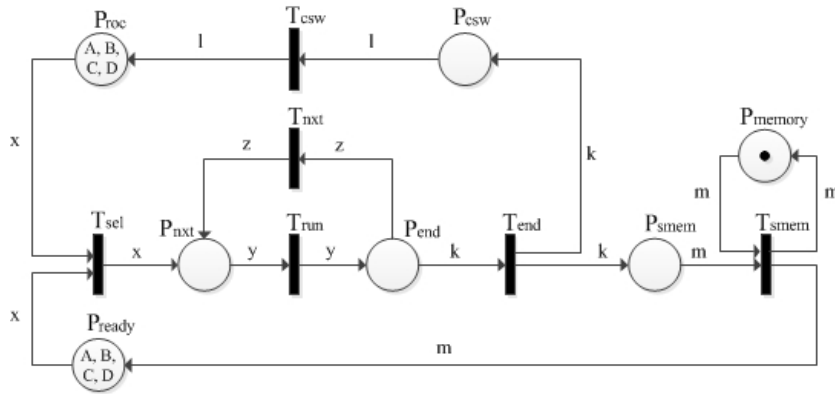 Proc
A, B,
C, D
l
Tcsw
l
Pcsw
x
z
Tnxt
z
k
Pmemory
m
m
Tsel
x
Pnxt
y
Trun
y
Pend
k
Tend
k
Psmem
m
Tsmem
x
Pready
A, B,
C, D
m